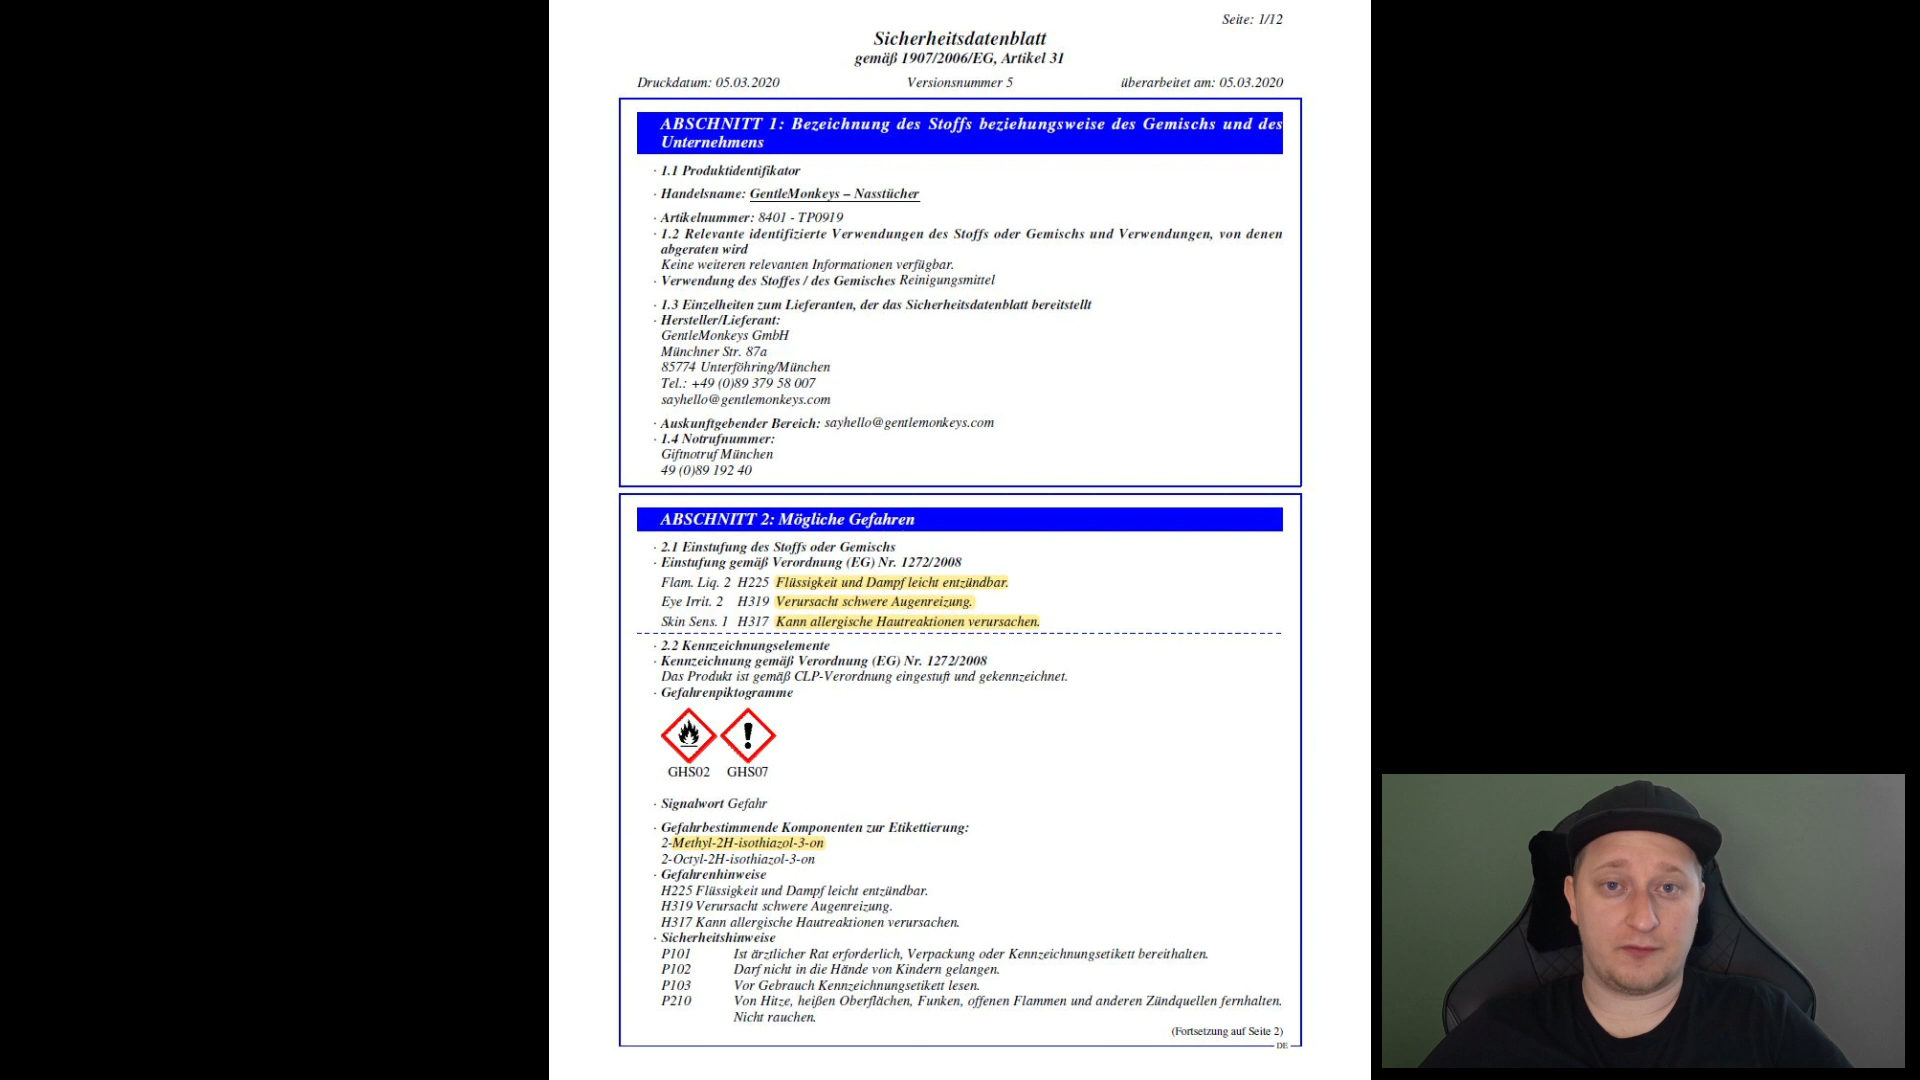 Seite: 1/12
Sicherheitsdatenblatt
gemäß 1907/2006/EG, Artikel 31
Druckdatum: 05.03.2020 Versionsnummer 5 überarbeitet am: 05.03.2020
ABSCHNITT 1: Bezeichnung des Stoffs beziehungsweise des Gemischs und des
Unternehmens
· 1.1 Produktidentifikator
· Handelsname: GentleMonkeys – Nasstücher
· Artikelnummer: 8401 - TP0919
· 1.2 Relevante identifizierte Verwendungen des Stoffs oder Gemischs und Verwendungen, von denen
abgeraten wird
Keine weiteren relevanten Informationen verfügbar.
· Verwendung des Stoffes / des Gemisches Reinigungsmittel
· 1.3 Einzelheiten zum Lieferanten, der das Sicherheitsdatenblatt bereitstellt
· Hersteller/Lieferant:
GentleMonkeys GmbH
Münchner Str. 87a
85774 Unterföhring/München
Tel.: +49 (0)89 379 58 007
sayhello@gentlemonkeys.com
· Auskunftgebender Bereich: sayhello@gentlemonkeys.com
· 1.4 Notrufnummer:
Giftnotruf München
49 (0)89 192 40
ABSCHNITT 2: Mögliche Gefahren
· 2.1 Einstufung des Stoffs oder Gemischs
· Einstufung gemäß Verordnung (EG) Nr. 1272/2008
Flam. Liq. 2 H225 Flüssigkeit und Dampf leicht entzündbar.
Eye Irrit. 2 H319 Verursacht schwere Augenreizung.
Skin Sens. 1 H317 Kann allergische Hautreaktionen verursachen.
· 2.2 Kennzeichnungselemente
· Kennzeichnung gemäß Verordnung (EG) Nr. 1272/2008
Das Produkt ist gemäß CLP-Verordnung eingestuft und gekennzeichnet.
· Gefahrenpiktogramme
GHS02 GHS07
· Signalwort Gefahr
· Gefahrbestimmende Komponenten zur Etikettierung:
2-Methyl-2H-isothiazol-3-on
2-Octyl-2H-isothiazol-3-on
· Gefahrenhinweise
H225 Flüssigkeit und Dampf leicht entzündbar.
H319 Verursacht schwere Augenreizung.
H317 Kann allergische Hautreaktionen verursachen.
· Sicherheitshinweise
P101 Ist ärztlicher Rat erforderlich, Verpackung oder Kennzeichnungsetikett bereithalten.
P102 Darf nicht in die Hände von Kindern gelangen.
P103 Vor Gebrauch Kennzeichnungsetikett lesen.
P210 Von Hitze, heißen Oberflächen, Funken, offenen Flammen und anderen Zündquellen fernhalten.
Nicht rauchen.
(Fortsetzung auf Seite 2)
DE